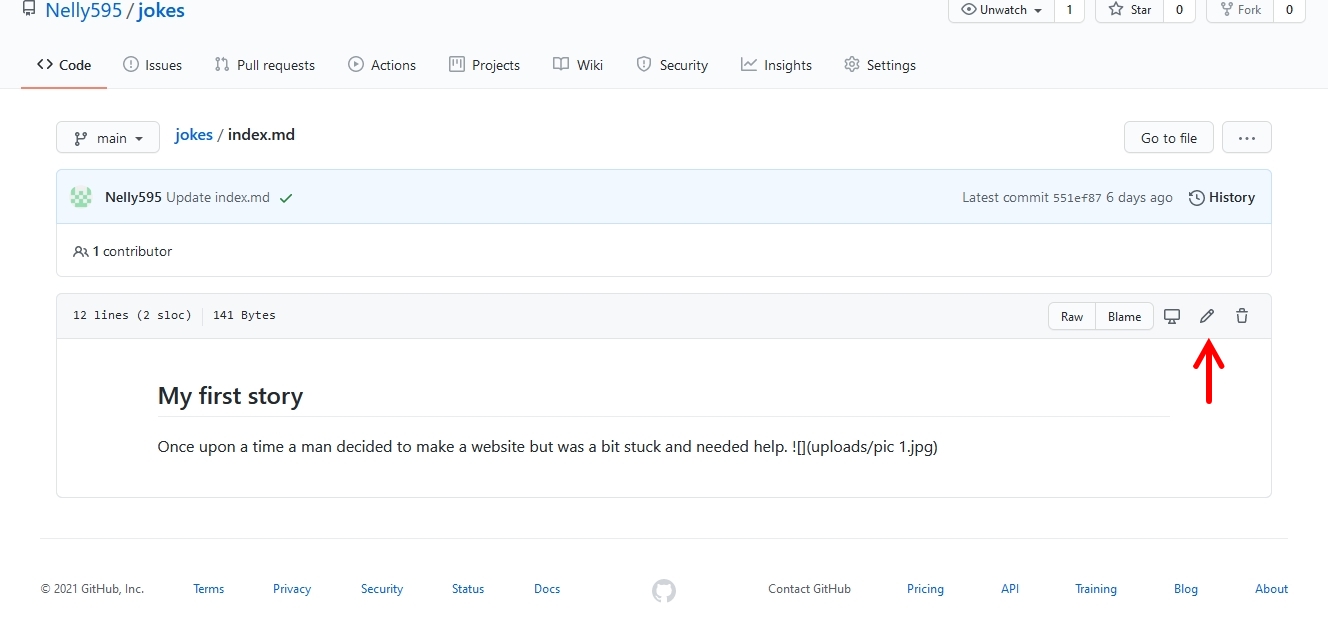 Nelly595 / jokes
Unwatch 1 Star 0 Fork 0
Code Issues Pull requests Actions Projects Wiki Security Insights Settings
main jokes / index.md Go to file ...
Nelly595 Update index.md Latest commit 551ef87 6 days ago History
1 contributor
12 lines (2 sloc) 141 Bytes Raw Blame
My first story
Once upon a time a man decided to make a website but was a bit stuck and needed help. ![](uploads/pic 1.jpg)
© 2021 GitHub, Inc. Terms Privacy Security Status Docs Contact GitHub Pricing API Training Blog About